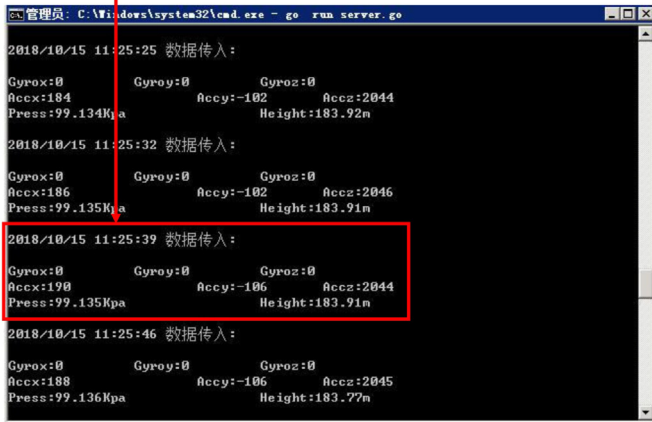 管理员: C:\Windows\system32\cmd.exe - go  run server.go
2018/10/15 11:25:25 数据传入:
Gyrox:0 Gyroy:0 Gyroz:0
Accx:184 Accy:-102 Accz:2044
Press:99.134Kpa Height:183.92m
2018/10/15 11:25:32 数据传入:
Gyrox:0 Gyroy:0 Gyroz:0
Accx:186 Accy:-102 Accz:2046
Press:99.135Kpa Height:183.91m
2018/10/15 11:25:39 数据传入:
Gyrox:0 Gyroy:0 Gyroz:0
Accx:190 Accy:-106 Accz:2044
Press:99.135Kpa Height:183.91m
2018/10/15 11:25:46 数据传入:
Gyrox:0 Gyroy:0 Gyroz:0
Accx:188 Accy:-106 Accz:2045
Press:99.136Kpa Height:183.77m